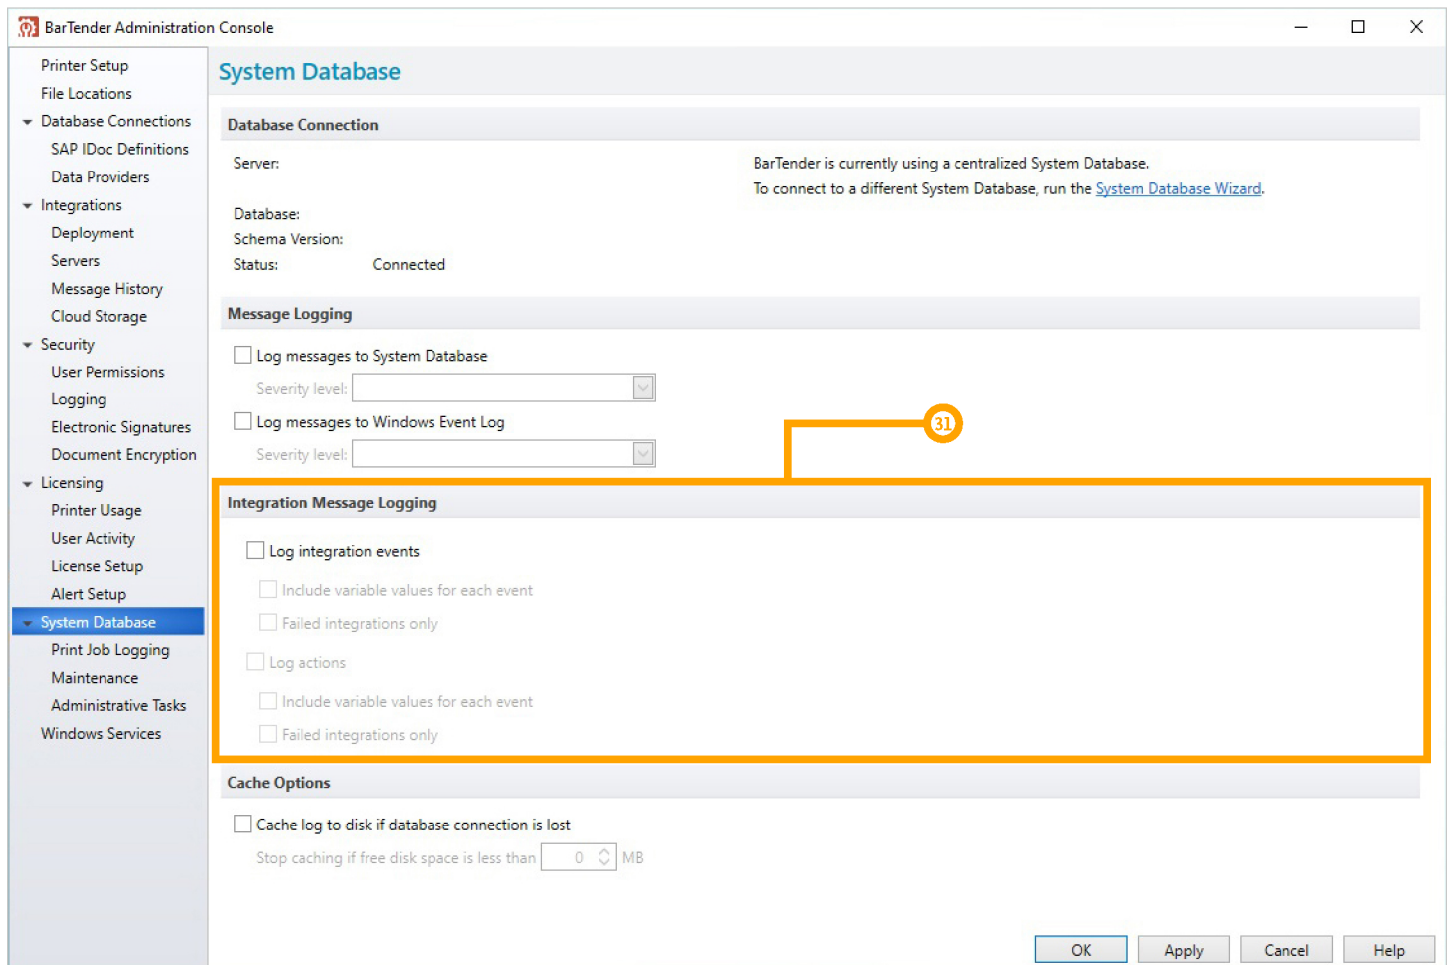 BarTender Administration Console
Printer Setup
File Locations
Database Connections
SAP IDoc Definitions
Data Providers
Integrations
Deployment
Servers
Message History
Cloud Storage
Security
User Permissions
Logging
Electronic Signatures
Document Encryption
Licensing
Printer Usage
User Activity
License Setup
Alert Setup
System Database
Print Job Logging
Maintenance
Administrative Tasks
Windows Services
System Database
Database Connection
Server:
BarTender is currently using a centralized System Database.
To connect to a different System Database, run the System Database Wizard.
Database:
Schema Version:
Status: Connected
Message Logging
Log messages to System Database
Severity level:
Log messages to Windows Event Log
Severity level:
31
Integration Message Logging
Log integration events
Include variable values for each event
Failed integrations only
Log actions
Include variable values for each event
Failed integrations only
Cache Options
Cache log to disk if database connection is lost
Stop caching if free disk space is less than 0 MB
OK Apply Cancel Help